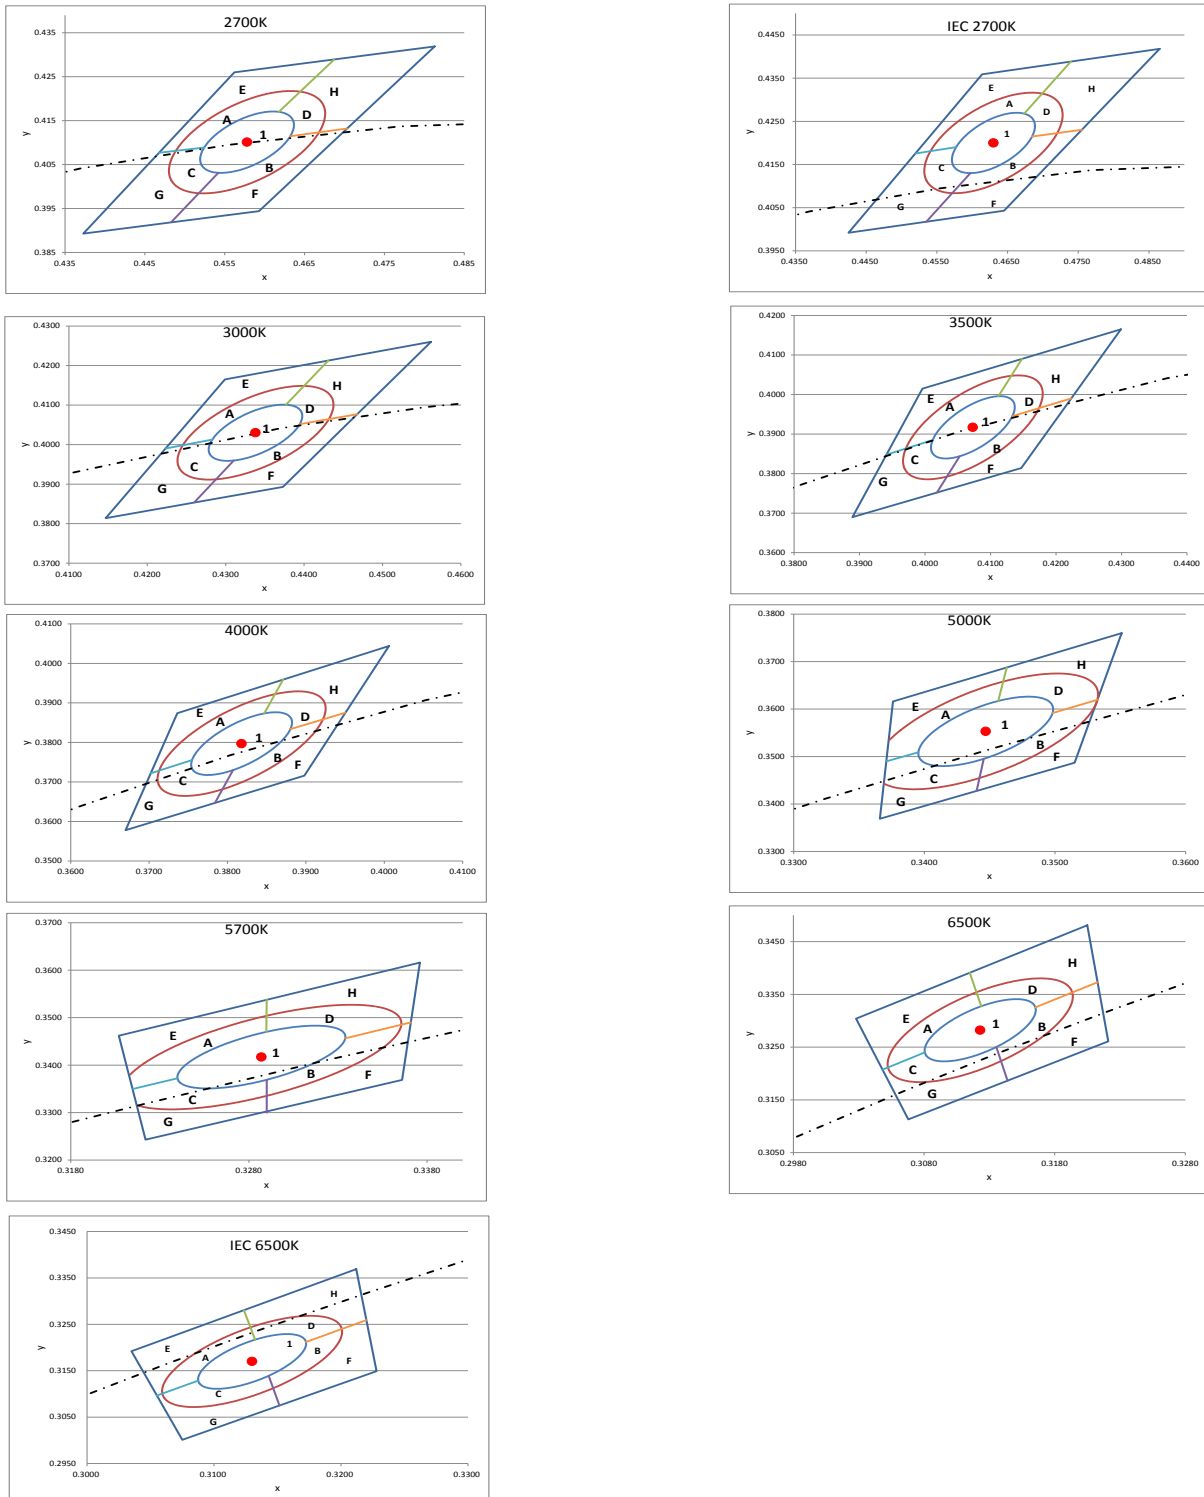 2700K
0.435
0.425
0.415
0.405
0.395
0.385
y
E
H
A
D
1
C
B
G
F
0.435 0.445 0.455 0.465 0.475 0.485
x
IEC 2700K
0.4450
0.4350
0.4250
0.4150
0.4050
0.3950
y
E
H
A
D
1
C
B
G
F
0.4350 0.4450 0.4550 0.4650 0.4750 0.4850
x
3000K
0.4300
0.4200
0.4100
0.4000
0.3900
0.3800
0.3700
y
E
H
A
D
1
C
B
G
F
0.4100 0.4200 0.4300 0.4400 0.4500 0.4600
x
3500K
0.4200
0.4100
0.4000
0.3900
0.3800
0.3700
0.3600
y
H
E
A
D
1
C
B
G
F
0.3800 0.3900 0.4000 0.4100 0.4200 0.4300 0.4400
x
4000K
0.4100
0.4000
0.3900
0.3800
0.3700
0.3600
0.3500
y
H
E
A
D
1
C
B
G
F
0.3600 0.3700 0.3800 0.3900 0.4000 0.4100
x
5000K
0.3800
0.3700
0.3600
0.3500
0.3400
0.3300
y
H
E
A
D
1
C
B
G
F
0.3300 0.3400 0.3500 0.3600
x
5700K
0.3700
0.3600
0.3500
0.3400
0.3300
0.3200
y
H
E
A
D
1
C
B
G
F
0.3180 0.3280 0.3380
x
6500K
0.3450
0.3350
0.3250
0.3150
0.3050
y
H
E
A
D
1
C
B
G
F
0.2980 0.3080 0.3180 0.3280
x
IEC 6500K
0.3450
0.3350
0.3250
0.3150
0.3050
0.2950
y
H
E
A
D
1
C
B
G
F
0.3000 0.3100 0.3200 0.3300
x